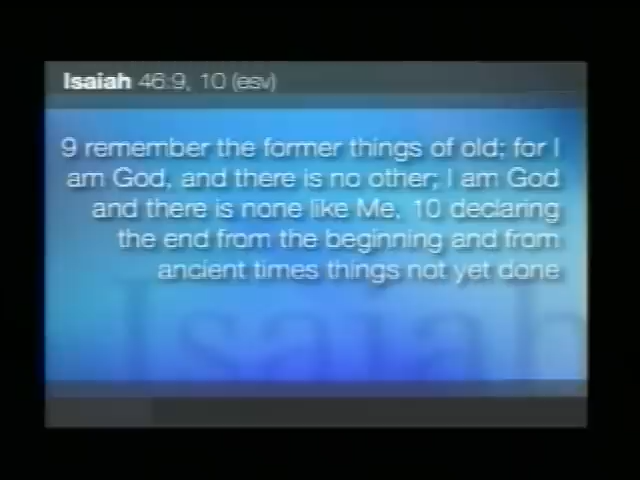 Isaiah 46:9, 10 (esv)
9 remember the former things of old; for I
am God, and there is no other; I am God
and there is none like Me, 10 declaring
the end from the beginning and from
ancient times things not yet done
Isaiah